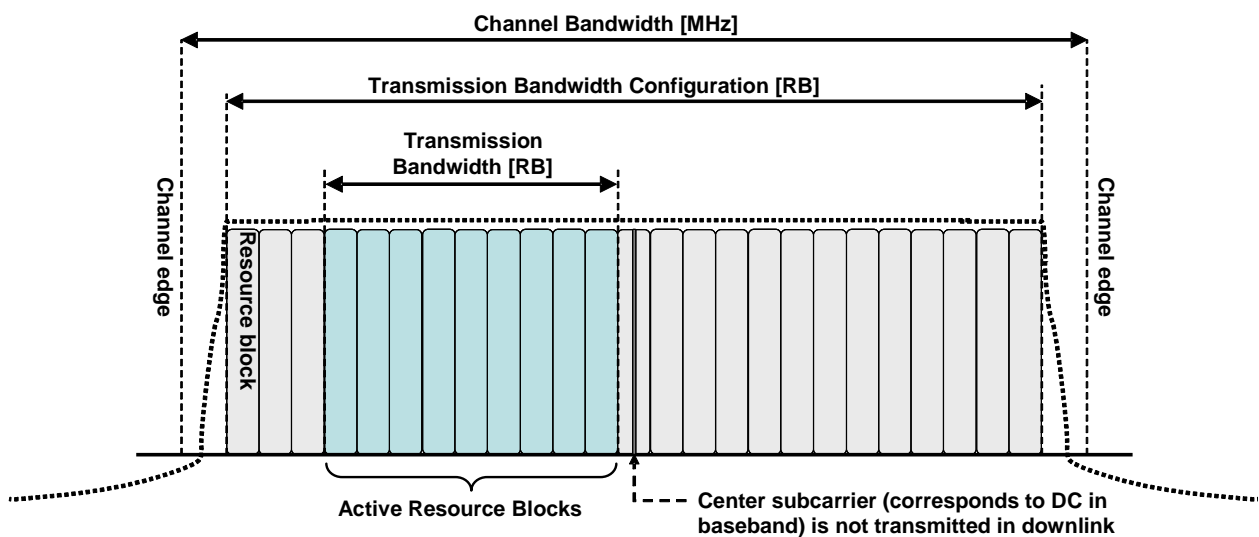 Channel Bandwidth [MHz]
Transmission Bandwidth Configuration [RB]
Transmission
Bandwidth [RB]
Channel edge
Channel edge
Resource block
Active Resource Blocks
Center subcarrier (corresponds to DC in
baseband) is not transmitted in downlink